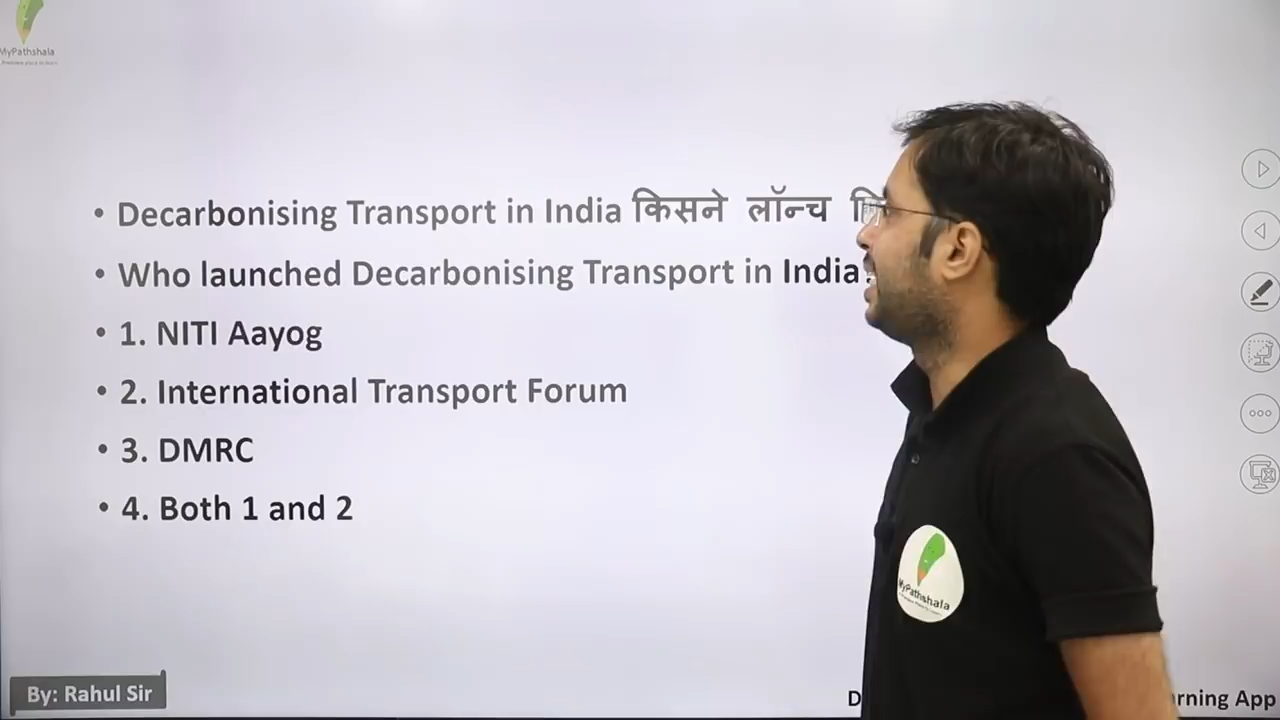 MyPathshala
• Decarbonising Transport in India किसने लॉन्च
• Who launched Decarbonising Transport in India
• 1. NITI Aayog
• 2. International Transport Forum
• 3. DMRC
• 4. Both 1 and 2
MyPathshala
By: Rahul Sir
App